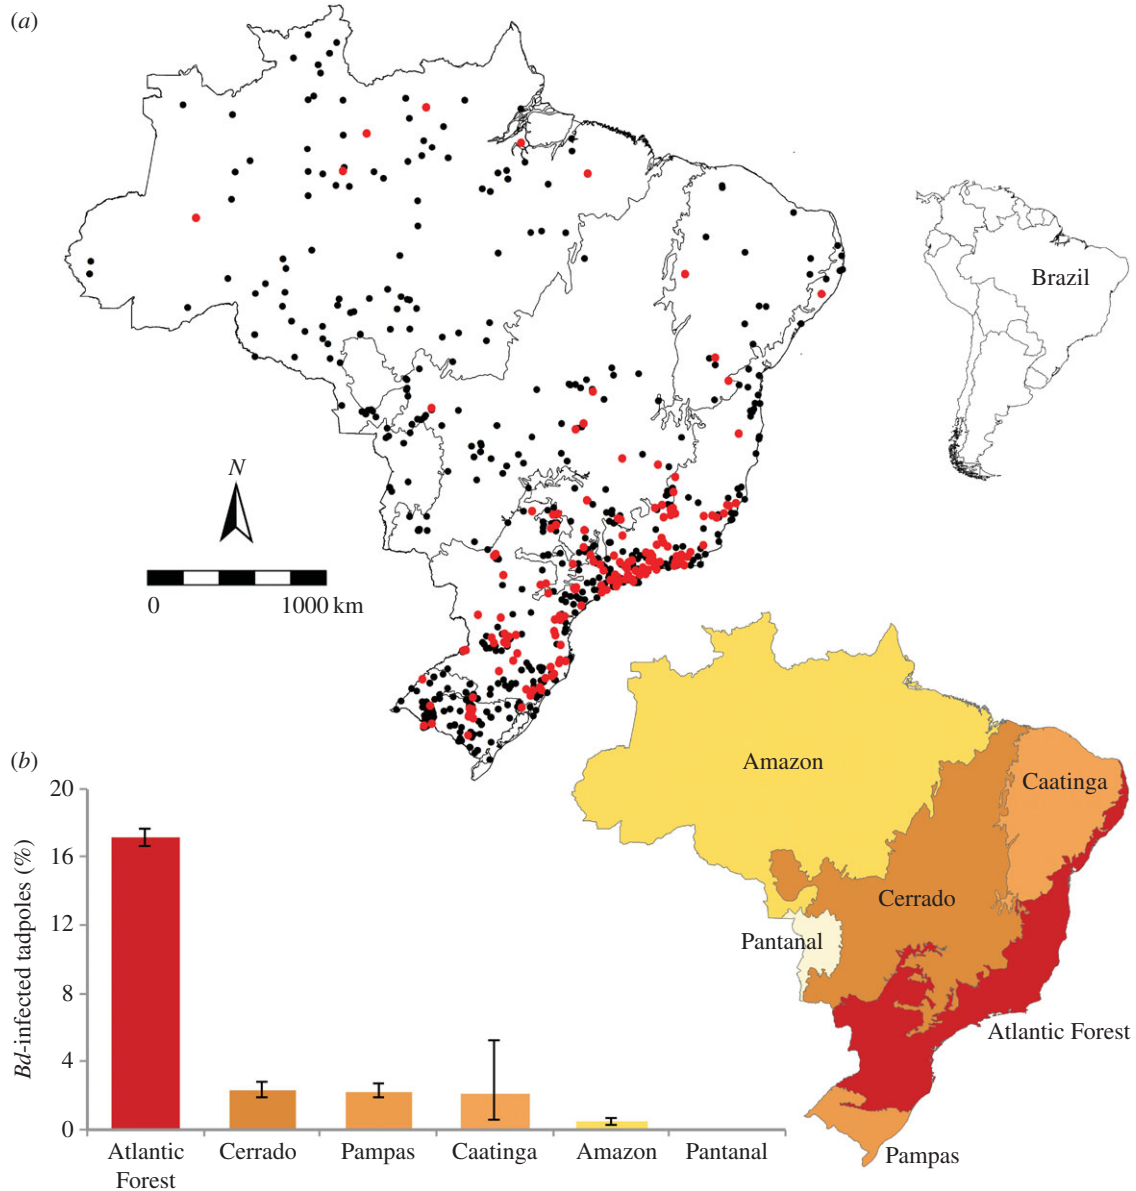 (a)
Brazil
N
0 1000 km
(b)
Bd-infected tadpoles (%)
20
16
12
8
4
0
Atlantic
Forest
Cerrado
Pampas
Caatinga
Amazon
Pantanal
Amazon
Caatinga
Cerrado
Pantanal
Atlantic Forest
Pampas